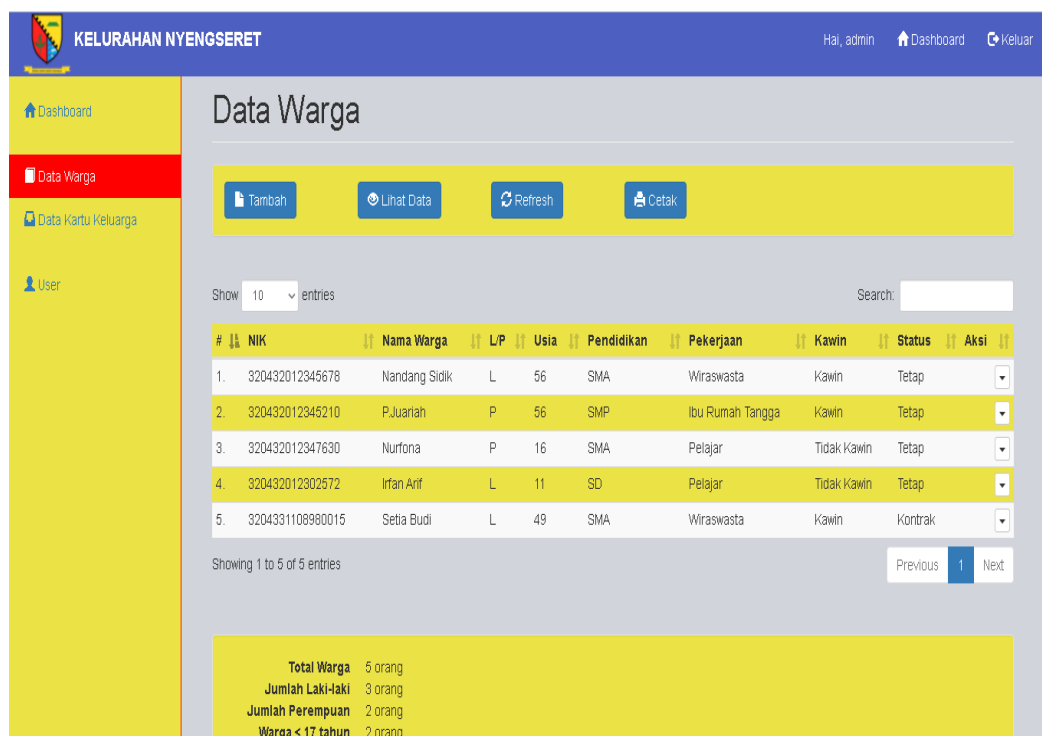 KELURAHAN NYENGSERET
Hai, admin Dashboard Keluar
Dashboard
Data Warga
Data Kartu Keluarga
User
Data Warga
Tambah Lihat Data Refresh Cetak
Show 10 entries Search:
# NIK Nama Warga L/P Usia Pendidikan Pekerjaan Kawin Status Aksi
1. 320432012345678 Nandang Sidik L 56 SMA Wiraswasta Kawin Tetap
2. 320432012345210 P.Juariah P 56 SMP Ibu Rumah Tangga Kawin Tetap
3. 320432012347630 Nurfona P 16 SMA Pelajar Tidak Kawin Tetap
4. 320432012302572 Irfan Arif L 11 SD Pelajar Tidak Kawin Tetap
5. 3204331108980015 Setia Budi L 49 SMA Wiraswasta Kawin Kontrak
Showing 1 to 5 of 5 entries Previous 1 Next
Total Warga 5 orang
Jumlah Laki-laki 3 orang
Jumlah Perempuan 2 orang
Warga < 17 tahun 2 orang